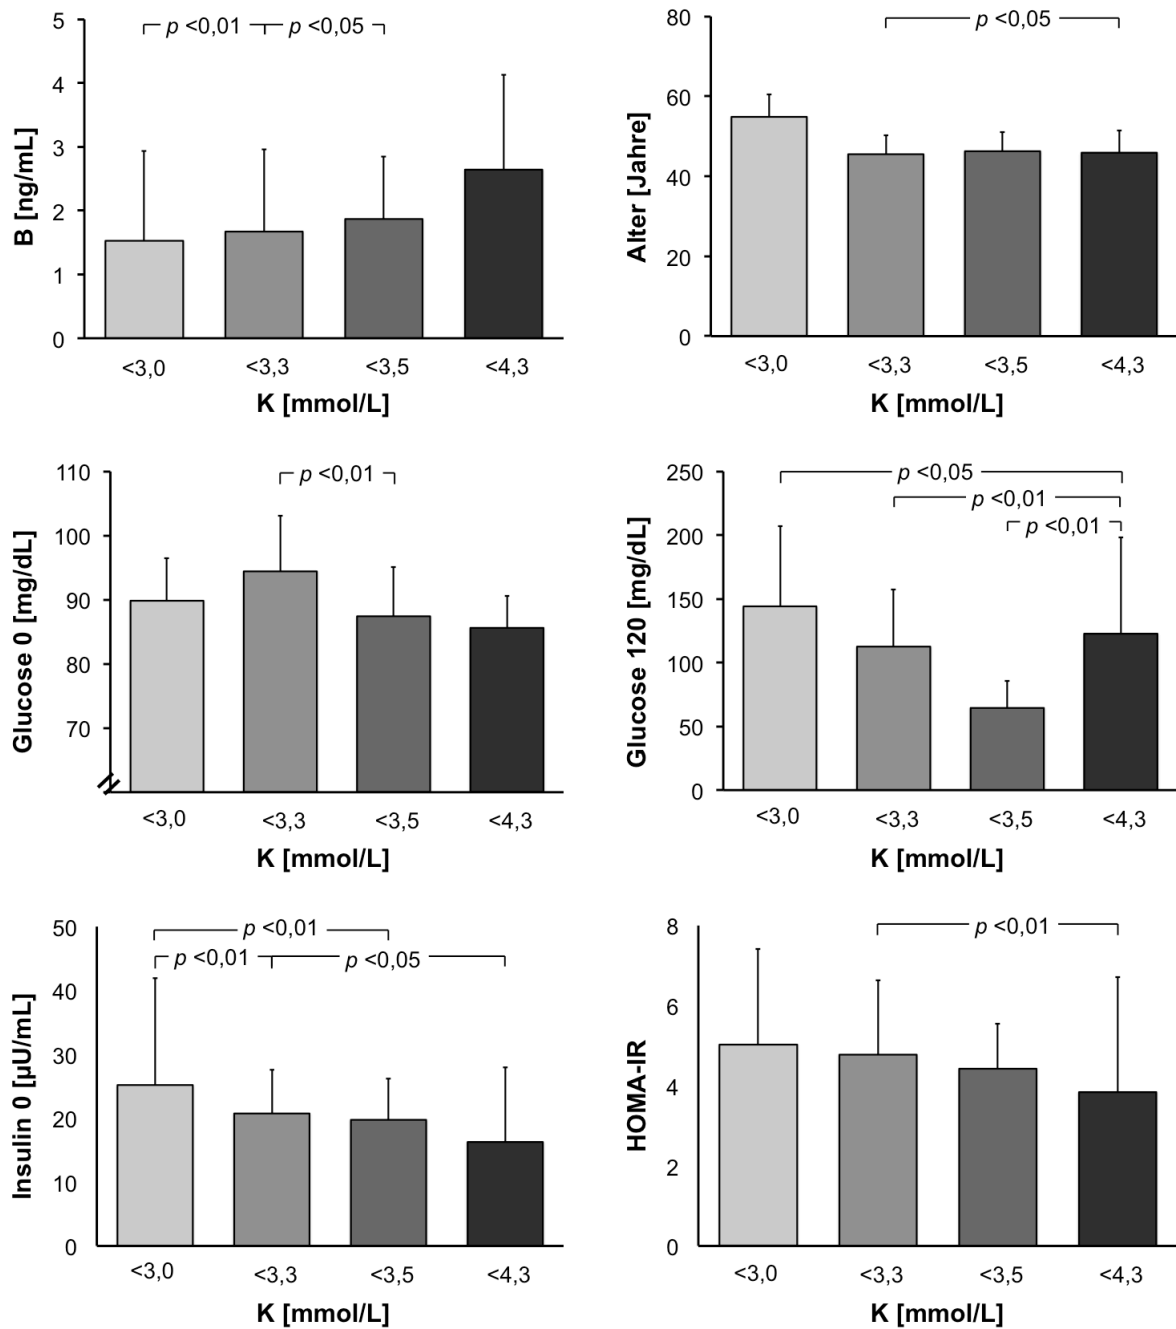 B [ng/mL]
5
4
3
2
1
0
p <0,01
p <0,05
<3,0
<3,3
<3,5
<4,3
K [mmol/L]
Alter [Jahre]
80
60
40
20
0
p <0,05
<3,0
<3,3
<3,5
<4,3
K [mmol/L]
Glucose 0 [mg/dL]
110
100
90
80
70
p <0,01
<3,0
<3,3
<3,5
<4,3
K [mmol/L]
Glucose 120 [mg/dL]
250
200
150
100
50
0
p <0,05
p <0,01
p <0,01
<3,0
<3,3
<3,5
<4,3
K [mmol/L]
Insulin 0 [µU/mL]
50
40
30
20
10
0
p <0,01
p <0,01
p <0,05
<3,0
<3,3
<3,5
<4,3
K [mmol/L]
HOMA-IR
8
6
4
2
0
p <0,01
<3,0
<3,3
<3,5
<4,3
K [mmol/L]